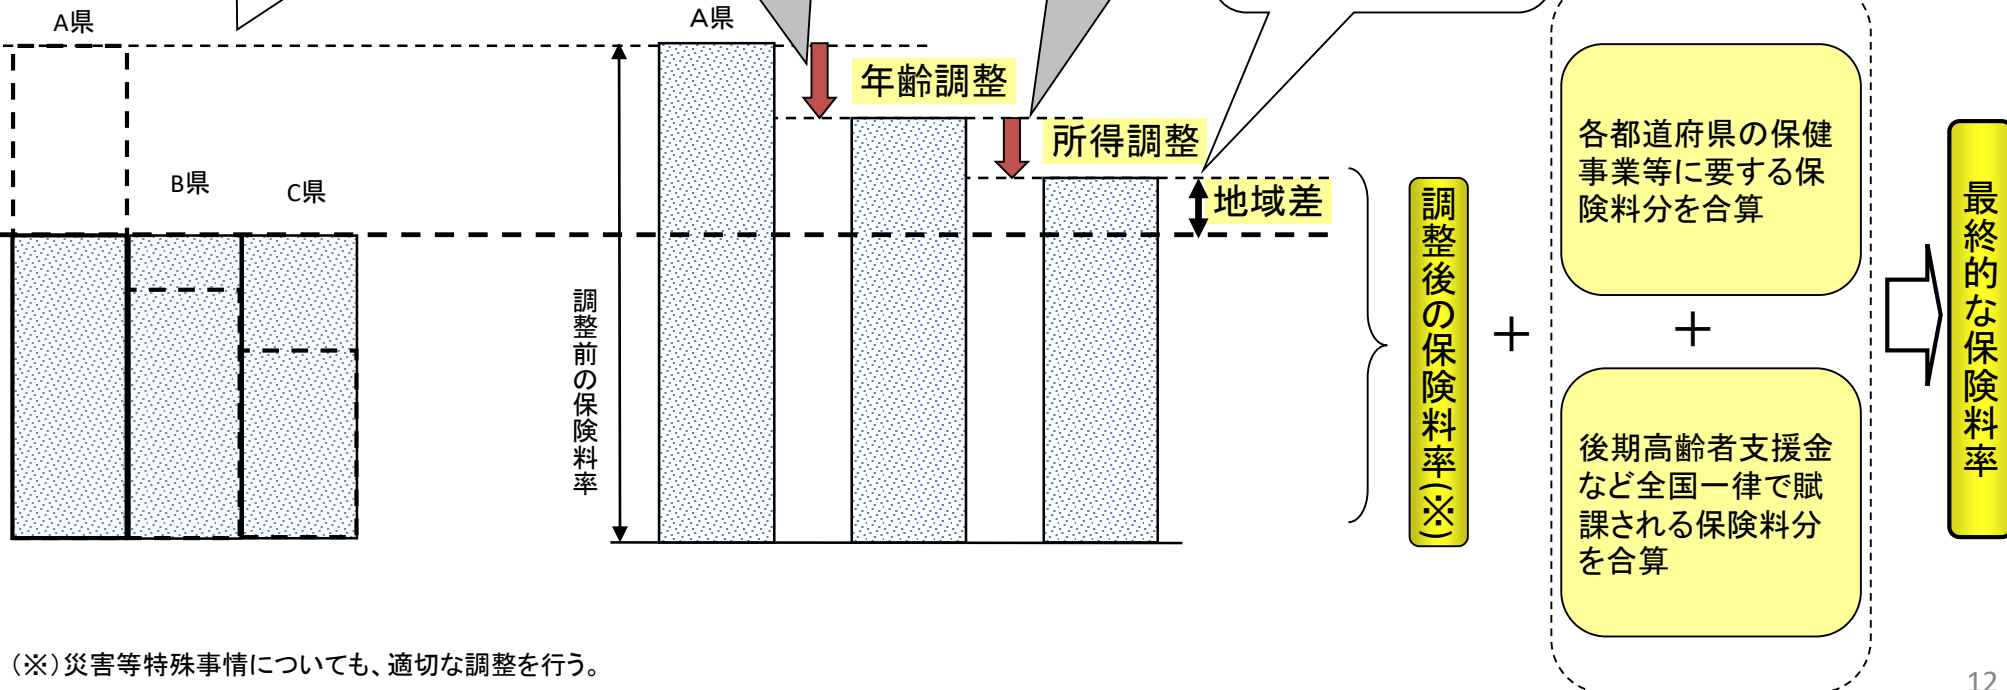 A県
B県
C県
A県
調整前の保険料率
年齢調整
所得調整
地域差
調整後の保険料率(※)
＋
各都道府県の保健
事業等に要する保
険料分を合算
＋
後期高齢者支援金
など全国一律で賦
課される保険料分
を合算
最終的な保険料率
(※)災害等特殊事情についても、適切な調整を行う。
12